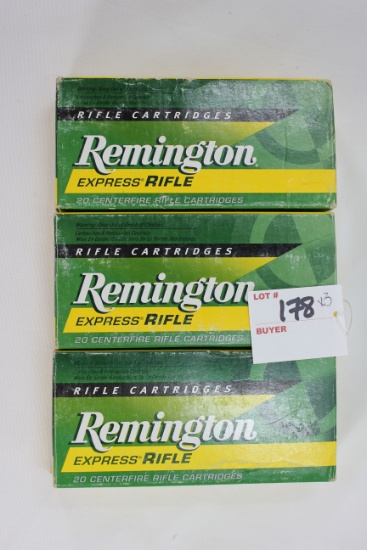 RIFLE CARTRIDGES
Remington
EXPRESS® RIFLE
20 CENTERFIRE RIFLE CARTRIDGES
RIFLE CARTRIDGES
Remington
EXPRESS® RIFLE
20 CENTERFIRE RIFLE CARTRIDGES
LOT #
178 x3
BUYER
RIFLE CARTRIDGES
Remington
EXPRESS® RIFLE
20 CENTERFIRE RIFLE CARTRIDGES